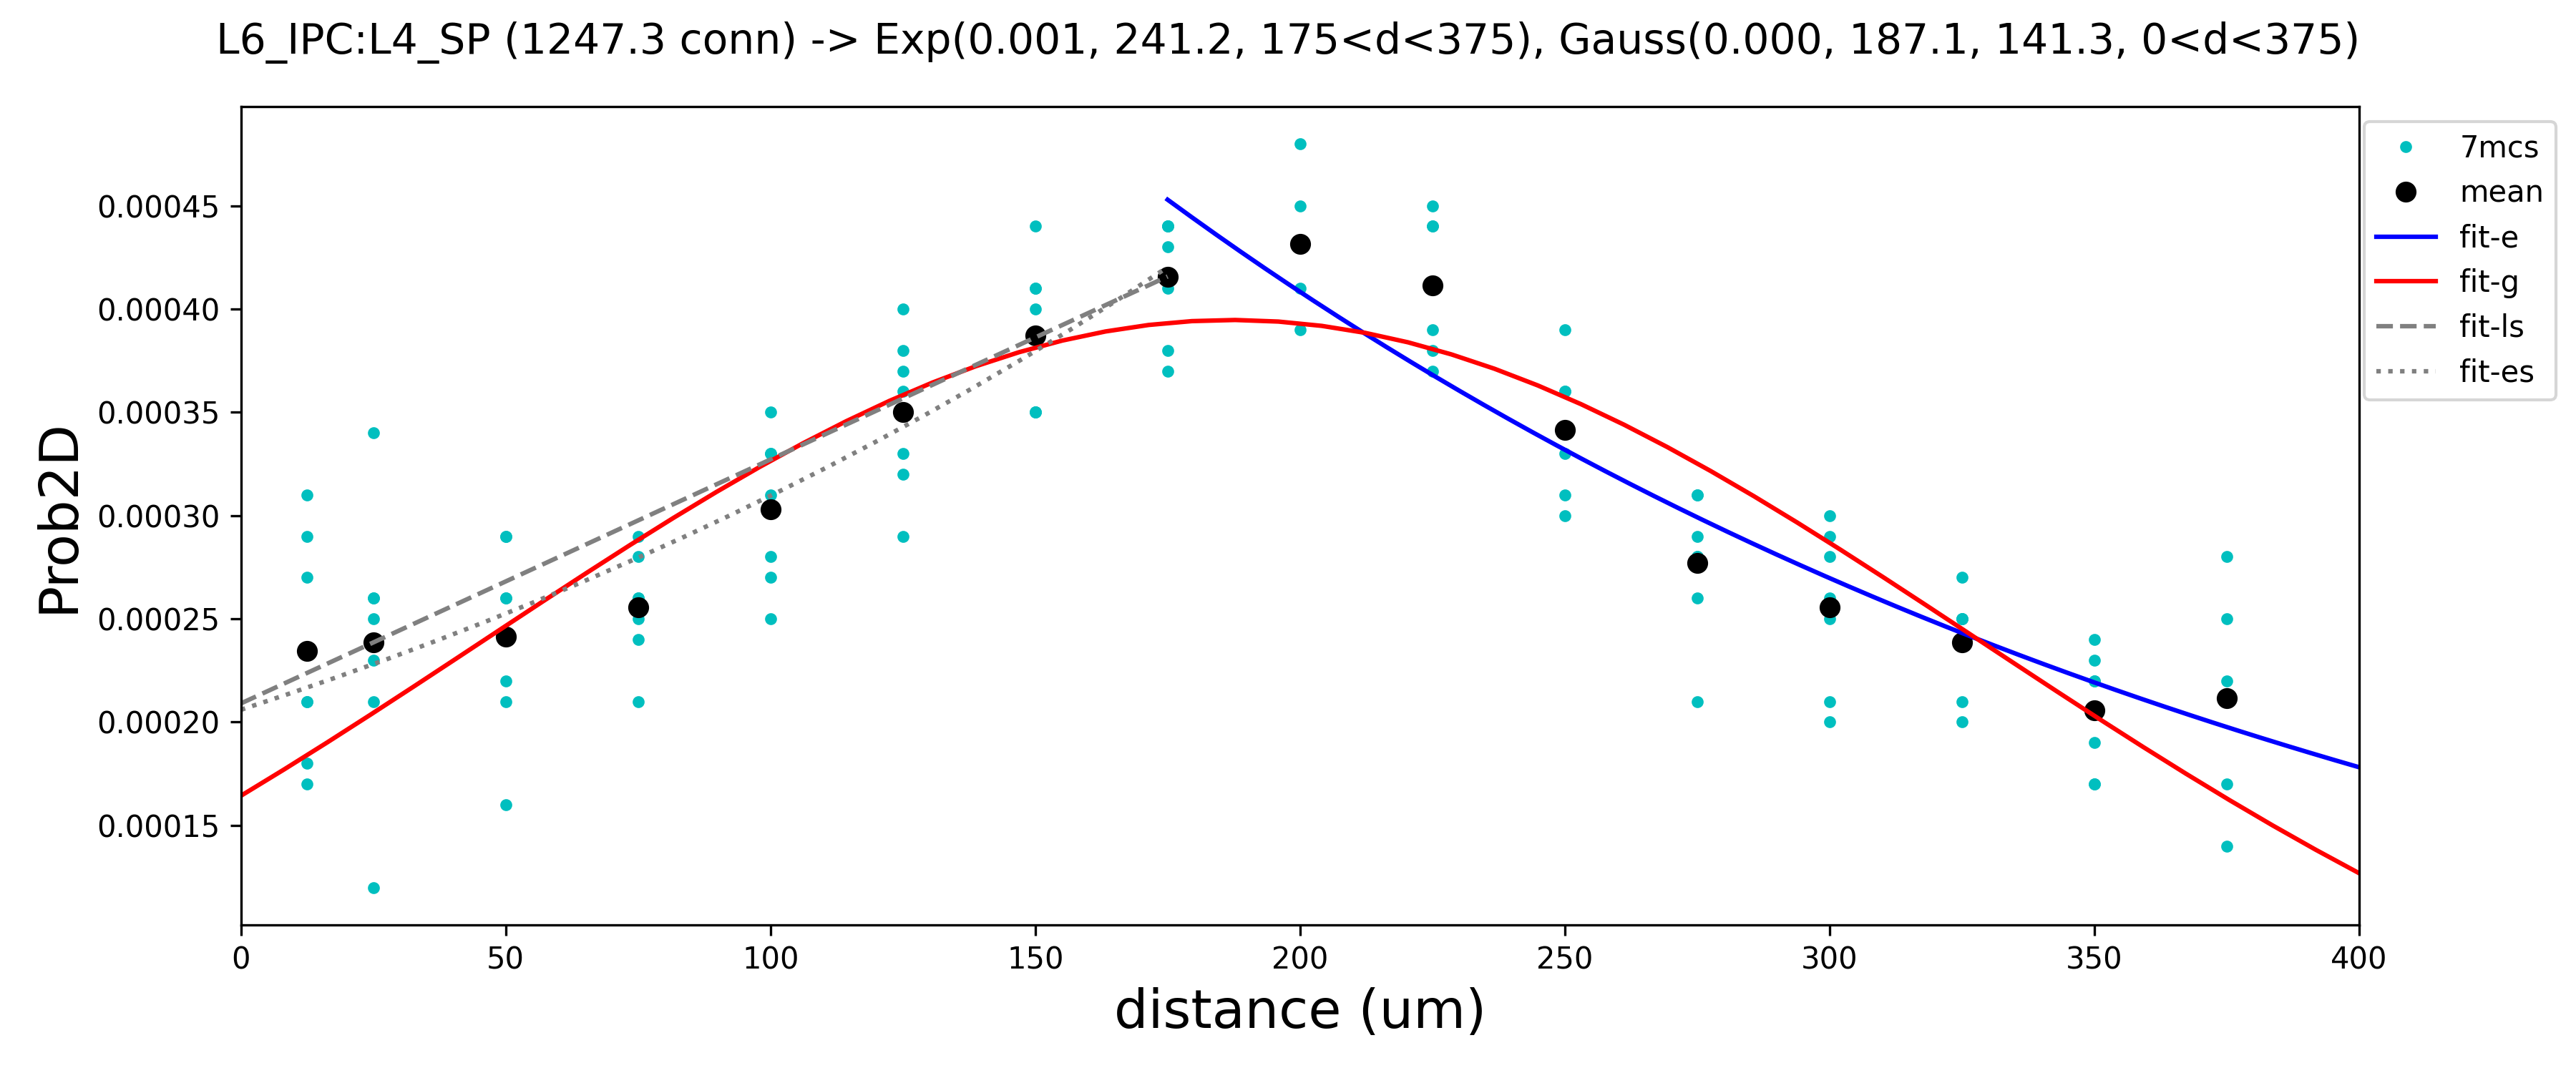 L6_IPC:L4_SP (1247.3 conn) -> Exp(0.001, 241.2, 175<d<375), Gauss(0.000, 187.1, 141.3, 0<d<375)
7mcs
mean
fit-e
fit-g
fit-ls
fit-es
Prob2D
0.00045
0.00040
0.00035
0.00030
0.00025
0.00020
0.00015
0 50 100 150 200 250 300 350 400
distance (um)